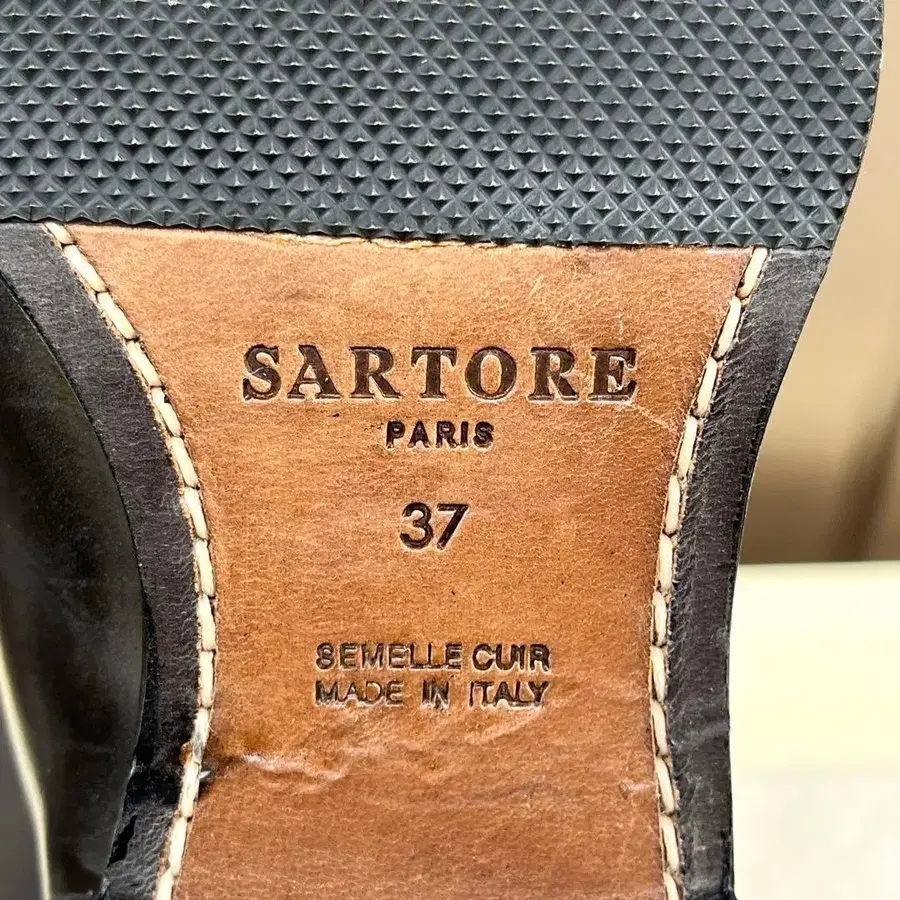 SARTORE
PARIS
37
SEMELLE CUIR
MADE IN ITALY